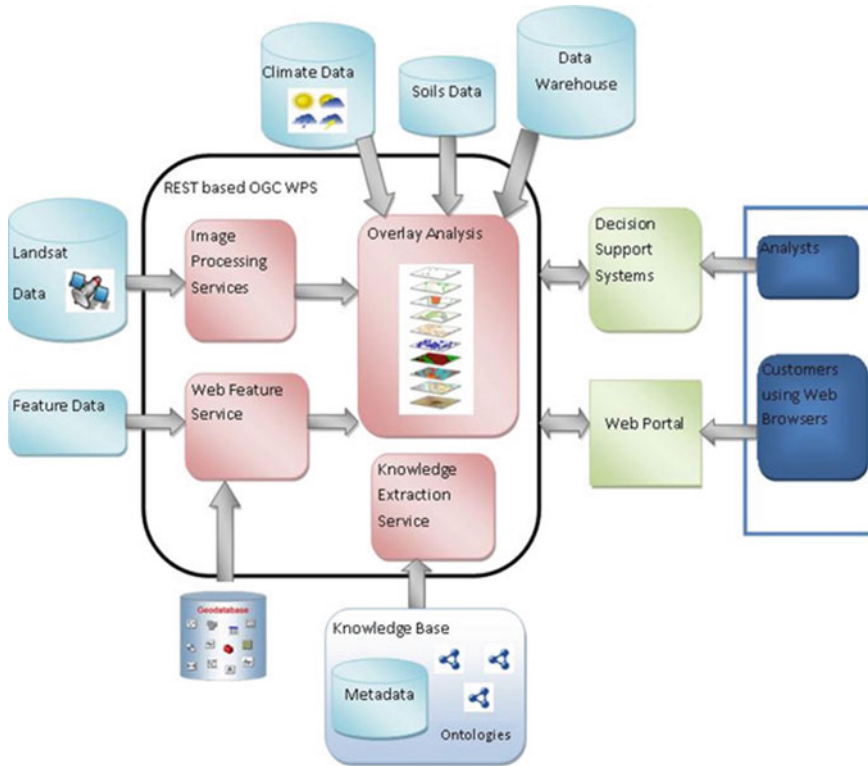 Climate Data
Soils Data
Data
Warehouse
REST based OGC WPS
Landsat
Data
Image
Processing
Services
Overlay Analysis
Decision
Support
Systems
Analysts
Feature Data
Web Feature
Service
Web Portal
Customers
using Web
Browsers
Knowledge
Extraction
Service
Geodatabase
Knowledge Base
Metadata
Ontologies